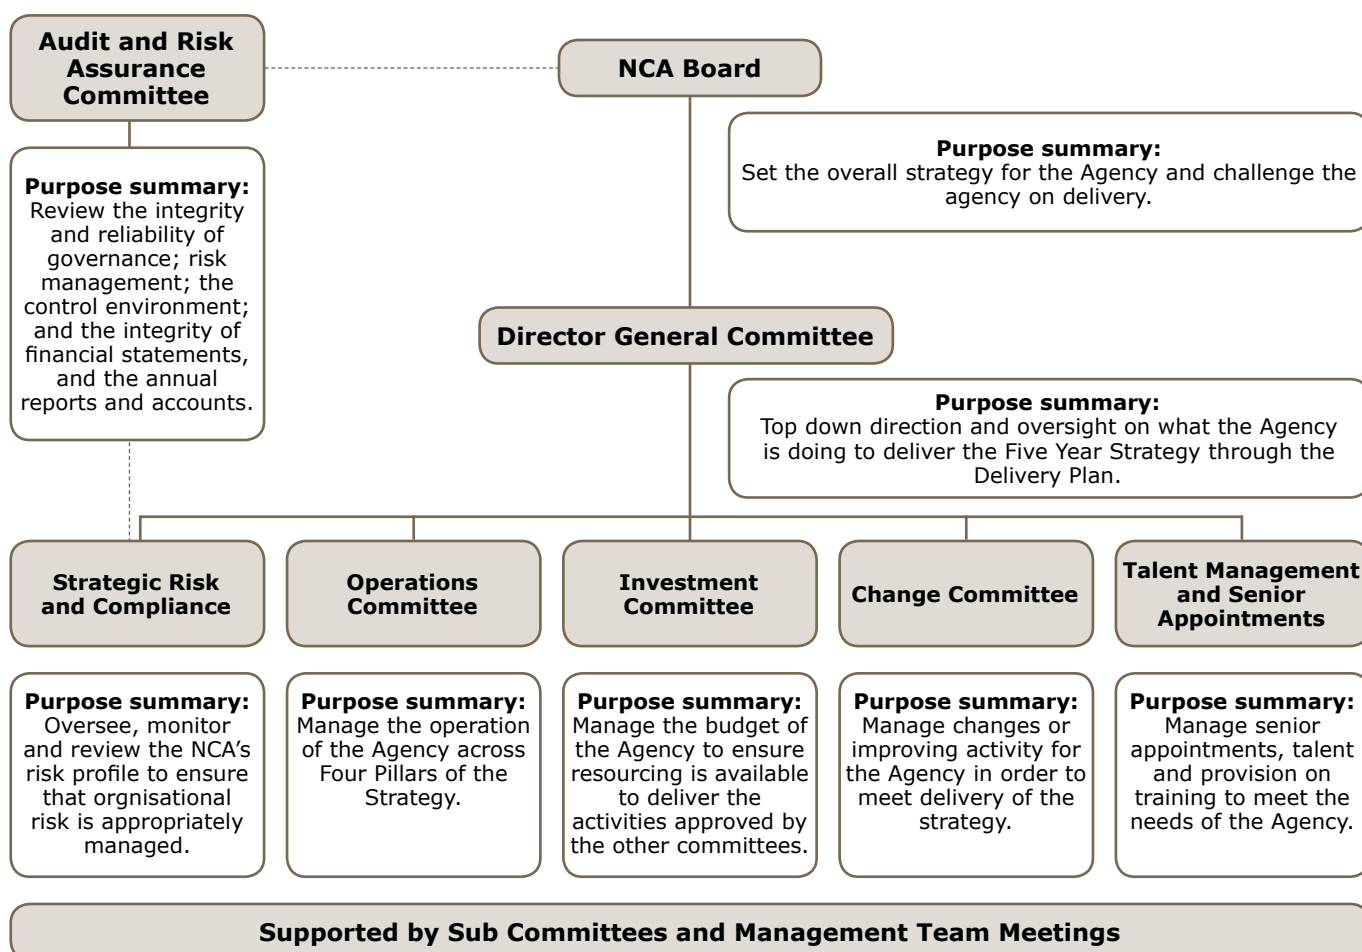 Audit and Risk
Assurance
Committee
NCA Board
Purpose summary:
Set the overall strategy for the Agency and challenge the
agency on delivery.
Purpose summary:
Review the integrity
and reliability of
governance; risk
management; the
control environment;
and the integrity of
financial statements,
and the annual
reports and accounts.
Director General Committee
Purpose summary:
Top down direction and oversight on what the Agency
is doing to deliver the Five Year Strategy through the
Delivery Plan.
Strategic Risk
and Compliance
Operations
Committee
Investment
Committee
Change Committee
Talent Management
and Senior
Appointments
Purpose summary:
Oversee, monitor
and review the NCA’s
risk profile to ensure
that orgnisational
risk is appropriately
managed.
Purpose summary:
Manage the operation
of the Agency across
Four Pillars of the
Strategy.
Purpose summary:
Manage the budget of
the Agency to ensure
resourcing is available
to deliver the
activities approved by
the other committees.
Purpose summary:
Manage changes or
improving activity for
the Agency in order to
meet delivery of the
strategy.
Purpose summary:
Manage senior
appointments, talent
and provision on
training to meet the
needs of the Agency.
Supported by Sub Committees and Management Team Meetings